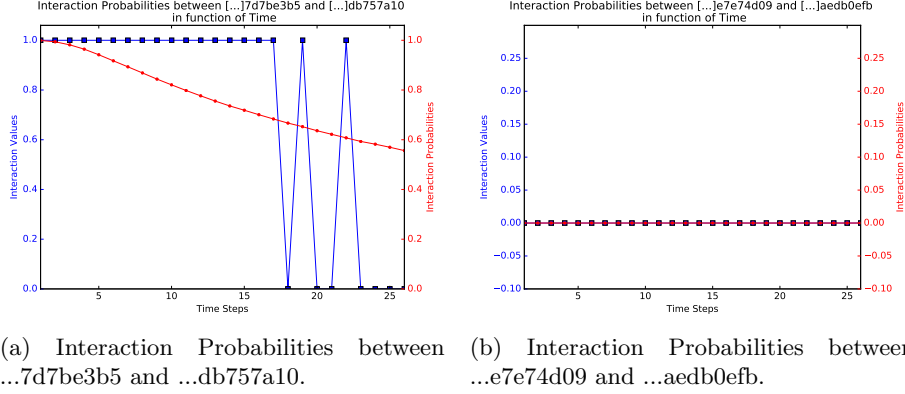 Interaction Probabilities between [...]7d7be3b5 and [...]db757a10
in function of Time
1.0
0.8
0.6
0.4
0.2
0.0
Interaction Values
1.0
0.8
0.6
0.4
0.2
0.0
Interaction Probabilities
5
10
15
20
25
Time Steps
(a) Interaction Probabilities between
...7d7be3b5 and ...db757a10.
Interaction Probabilities between [...]e7e74d09 and [...]aedb0efb
in function of Time
0.25
0.20
0.15
0.10
0.05
0.00
−0.05
−0.10
Interaction Values
0.25
0.20
0.15
0.10
0.05
0.00
−0.05
−0.10
Interaction Probabilities
5
10
15
20
25
Time Steps
(b) Interaction Probabilities between
...e7e74d09 and ...aedb0efb.